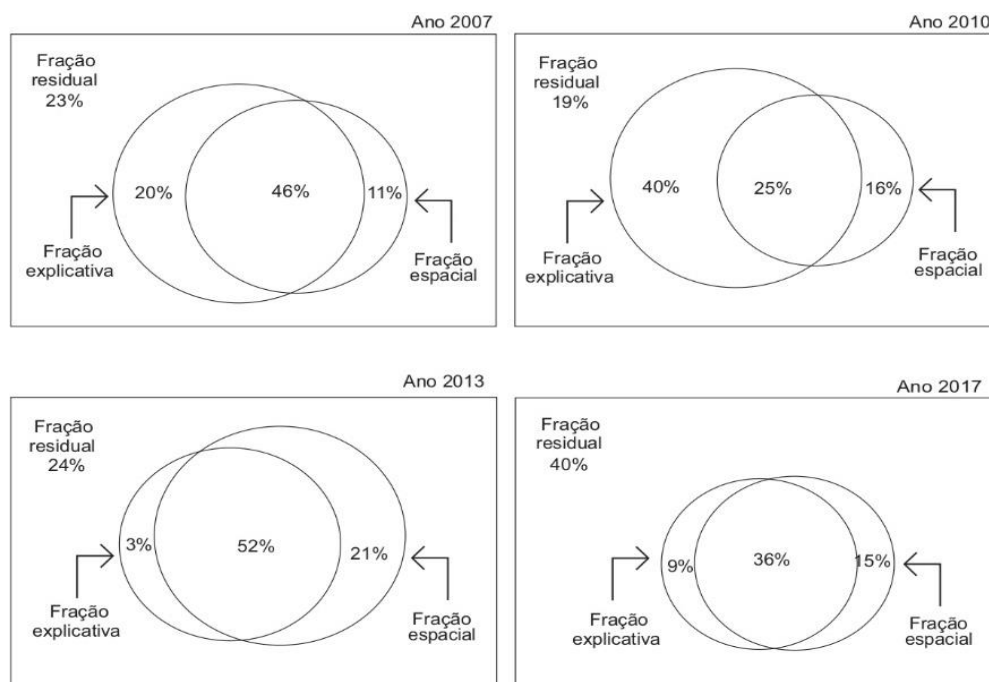 Ano 2007
Fração
residual
23%
20%
46%
11%
Fração
explicativa
Fração
espacial
Ano 2010
Fração
residual
19%
40%
25%
16%
Fração
explicativa
Fração
espacial
Ano 2013
Fração
residual
24%
3%
52%
21%
Fração
explicativa
Fração
espacial
Ano 2017
Fração
residual
40%
9%
36%
15%
Fração
explicativa
Fração
espacial